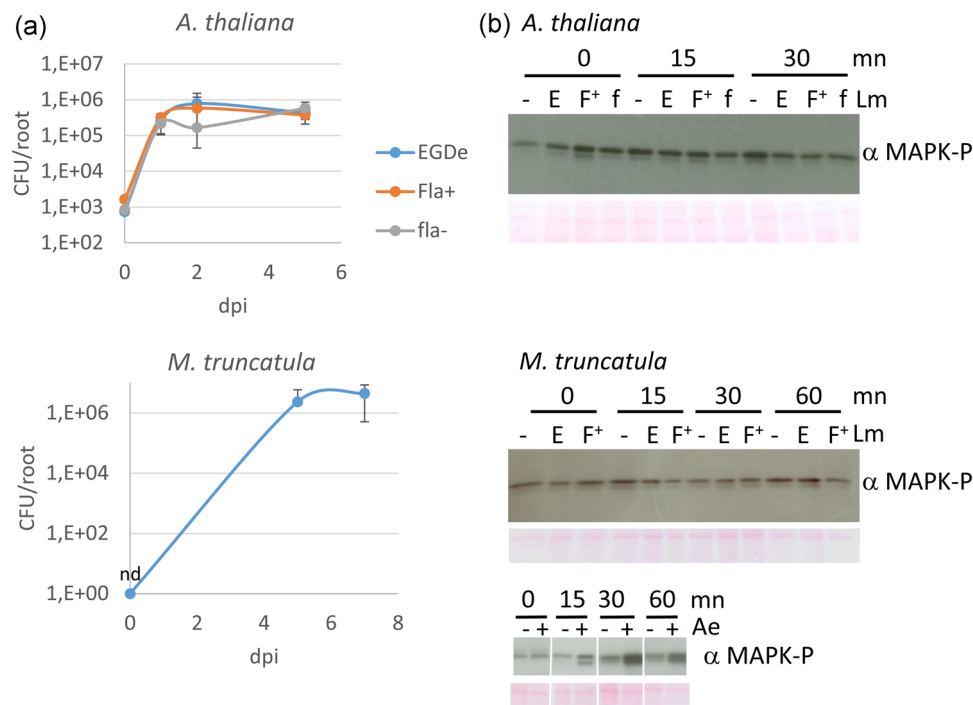 (a)
A. thaliana
1,E+07
1,E+06
1,E+05
1,E+04
1,E+03
1,E+02
CFU/root
0 2 4 6
dpi
EGDe
Fla+
fla-
M. truncatula
1,E+06
1,E+04
1,E+02
1,E+00
CFU/root
nd
0 2 4 6 8
dpi
(b) A. thaliana
0 15 30 mn
- E F+ f - E F+ f - E F+ f Lm
α MAPK-P
M. truncatula
0 15 30 60 mn
- E F+ - E F+ - E F+ - E F+ Lm
α MAPK-P
0 15 30 60 mn
- + - + - + - + Ae
α MAPK-P